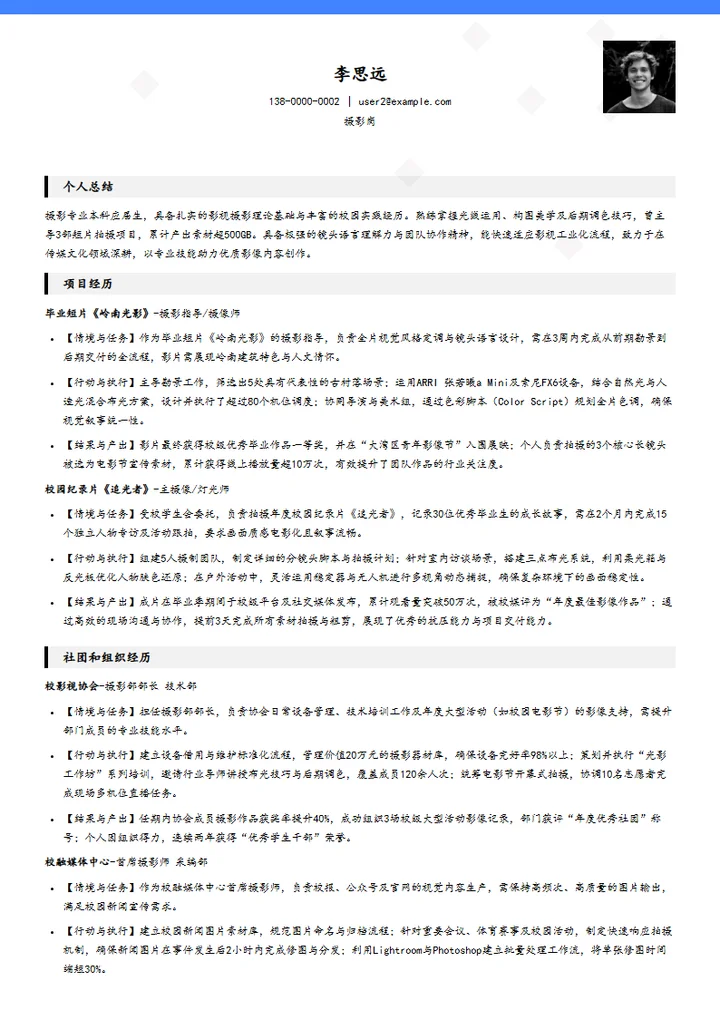 李思远
138-0000-0002 | user2@example.com
摄影岗
个人总结
摄影专业本科应届生，具备扎实的影视摄影理论基础与丰富的校园实践经历。熟练掌握光线运用、构图美学及后期调色技巧，曾主
导3部短片拍摄项目，累计产出素材超500GB。具备极强的镜头语言理解力与团队协作精神，能快速适应影视工业化流程，致力于在
传媒文化领域深耕，以专业技能助力优质影像内容创作。
项目经历
毕业短片《岭南光影》-摄影指导/摄像师
• 【情境与任务】作为毕业短片《岭南光影》的摄影指导，负责全片视觉风格定调与镜头语言设计，需在3周内完成从前期勘景到
后期交付的全流程，影片需展现岭南建筑特色与人文情怀。
• 【行动与执行】主导勘景工作，筛选出5处具有代表性的古村落场景；运用ARRI 张若曦a Mini及索尼FX6设备，结合自然光与人
造光混合布光方案，设计并执行了超过80个机位调度；协同导演与美术组，通过色彩脚本（Color Script）规划全片色调，确保
视觉叙事统一性。
• 【结果与产出】影片最终获得校级优秀毕业作品一等奖，并在“大湾区青年影像节”入围展映；个人负责拍摄的3个核心长镜头
被选为电影节宣传素材，累计获得线上播放量超10万次，有效提升了团队作品的行业关注度。
校园纪录片《追光者》-主摄像/灯光师
• 【情境与任务】受校学生会委托，负责拍摄年度校园纪录片《追光者》，记录30位优秀毕业生的成长故事，需在2个月内完成15
个独立人物专访及活动跟拍，要求画面质感电影化且叙事流畅。
• 【行动与执行】组建5人摄制团队，制定详细的分镜头脚本与拍摄计划；针对室内访谈场景，搭建三点布光系统，利用柔光箱与
反光板优化人物肤色还原；在户外活动中，灵活运用稳定器与无人机进行多视角动态捕捉，确保复杂环境下的画面稳定性。
• 【结果与产出】成片在毕业季期间于校级平台及社交媒体发布，累计观看量突破50万次，被校媒评为“年度最佳影像作品”；通
过高效的现场沟通与协作，提前3天完成所有素材拍摄与粗剪，展现了优秀的抗压能力与项目交付能力。
社团和组织经历
校影视协会-摄影部部长 技术部
• 【情境与任务】担任摄影部部长，负责协会日常设备管理、技术培训工作及年度大型活动（如校园电影节）的影像支持，需提升
部门成员的专业技能水平。
• 【行动与执行】建立设备借用与维护标准化流程，管理价值20万元的摄影器材库，确保设备完好率98%以上；策划并执行“光影
工作坊”系列培训，邀请行业导师讲授布光技巧与后期调色，覆盖成员120余人次；统筹电影节开幕式拍摄，协调10名志愿者完
成现场多机位直播任务。
• 【结果与产出】任期内协会成员摄影作品获奖率提升40%，成功组织3场校级大型活动影像记录，部门获评“年度优秀社团”称
号；个人因组织得力，连续两年获得“优秀学生干部”荣誉。
校融媒体中心-首席摄影师 采编部
• 【情境与任务】作为校融媒体中心首席摄影师，负责校报、公众号及官网的视觉内容生产，需保持高频次、高质量的图片输出，
满足校园新闻宣传需求。
• 【行动与执行】建立校园新闻图片素材库，规范图片命名与归档流程；针对重要会议、体育赛事及校园活动，制定快速响应拍摄
机制，确保新闻图片在事件发生后2小时内完成修图与分发；利用Lightroom与Photoshop建立批量处理工作流，将单张修图时间
缩短30%。